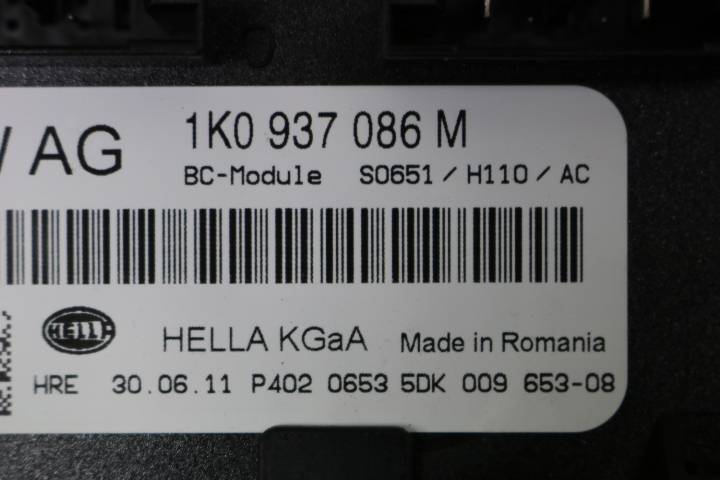 AG 1K0 937 086 M
BC-Module S0651 / H110 / AC
HELLA HELLA KGaA Made in Romania
HRE 30.06.11 P402 0653 5DK 009 653-08